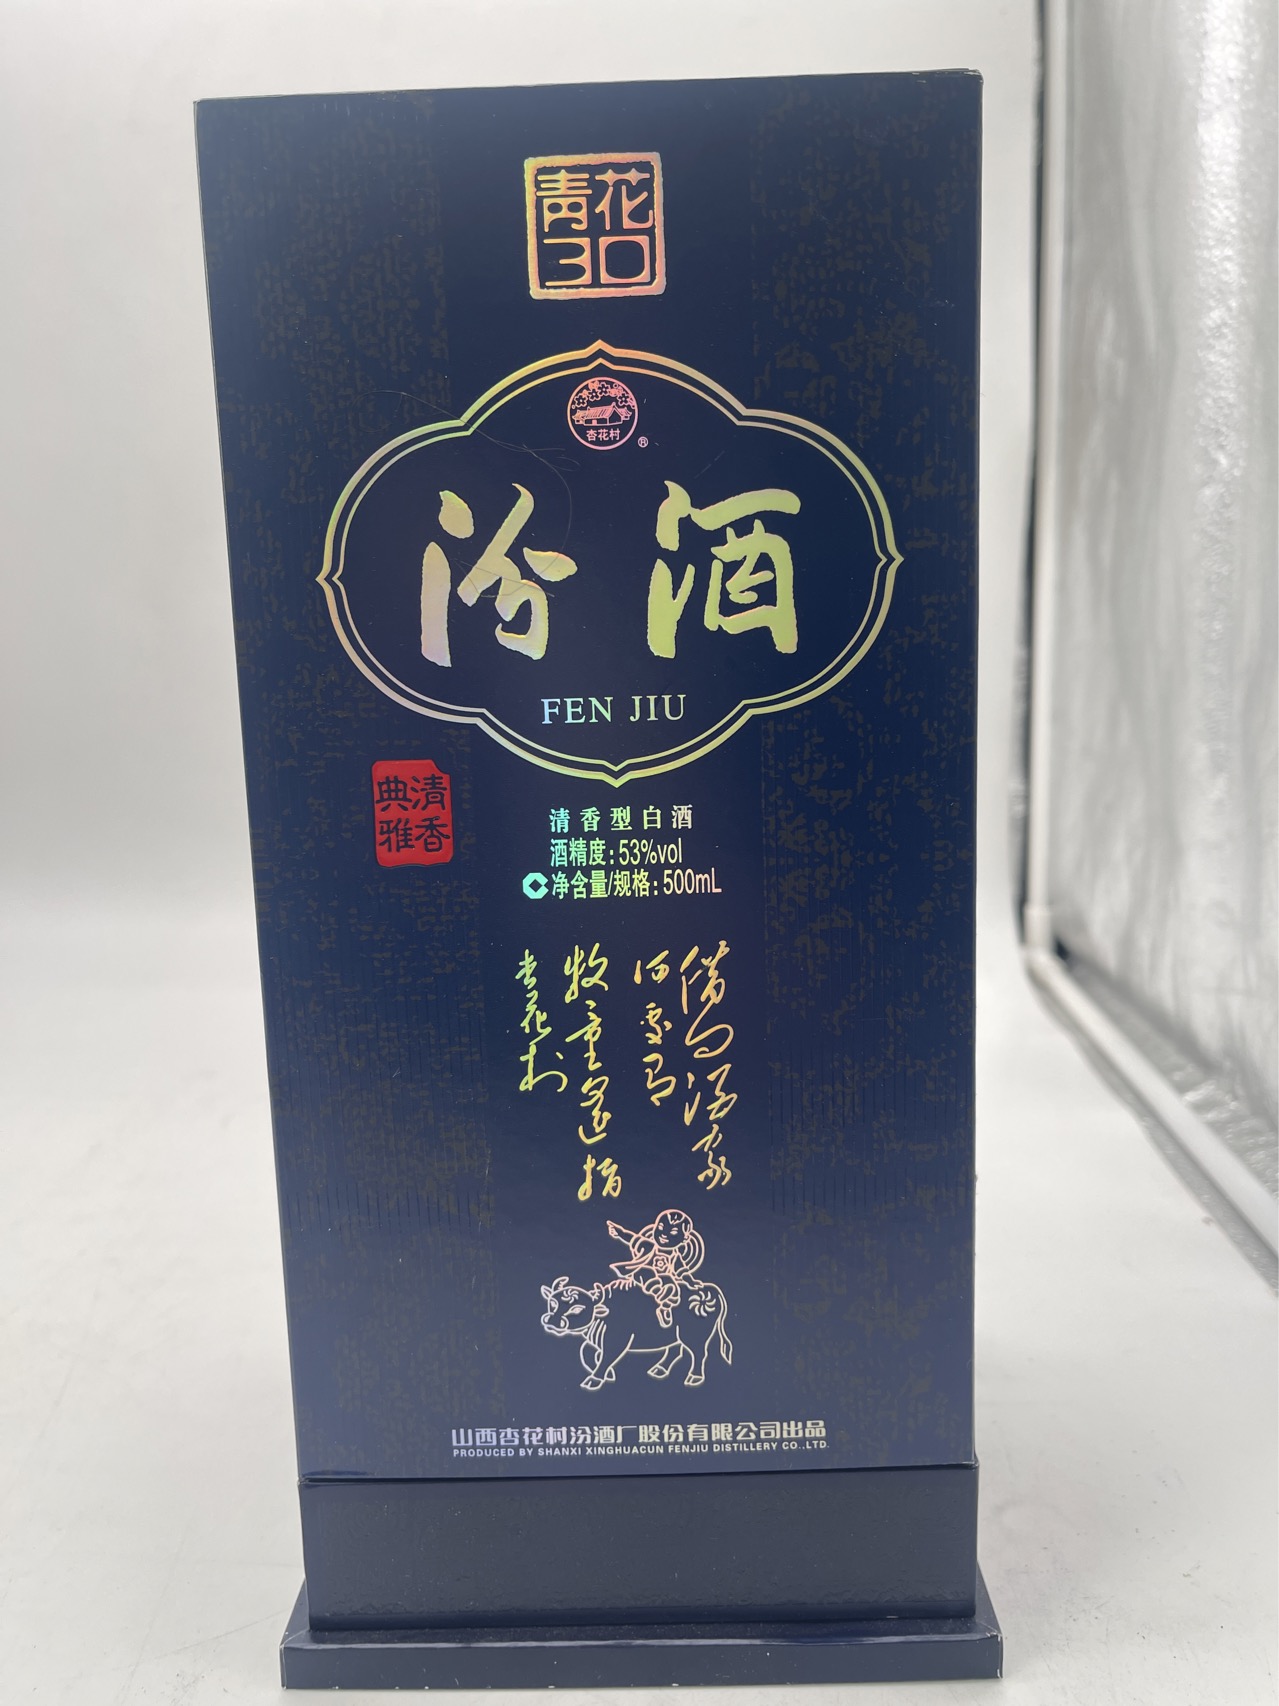 青花
30
杏花村
®
汾酒
FEN JIU
清香
典雅
清香型白酒
酒精度:53%vol
净含量/规格:500mL
借问酒家
何处有
牧童遥指
杏花村
山西杏花村汾酒厂股份有限公司出品
PRODUCED BY SHANXI XINGHUACUN FENJIU DISTILLERY CO.,LTD.